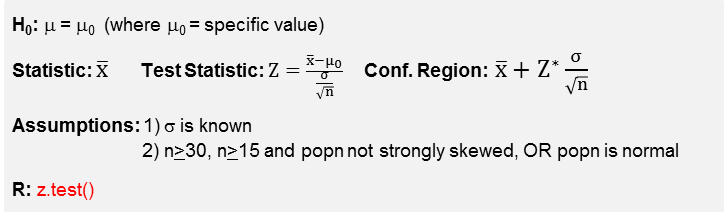 H₀: μ = μ₀ (where μ₀ = specific value)
Statistic: x̄ Test Statistic: Z = (x̄−μ₀)/(σ/√n) Conf. Region: x̄ + Z* σ/√n
Assumptions: 1) σ is known
2) n≥30, n≥15 and popn not strongly skewed, OR popn is normal
R: z.test()